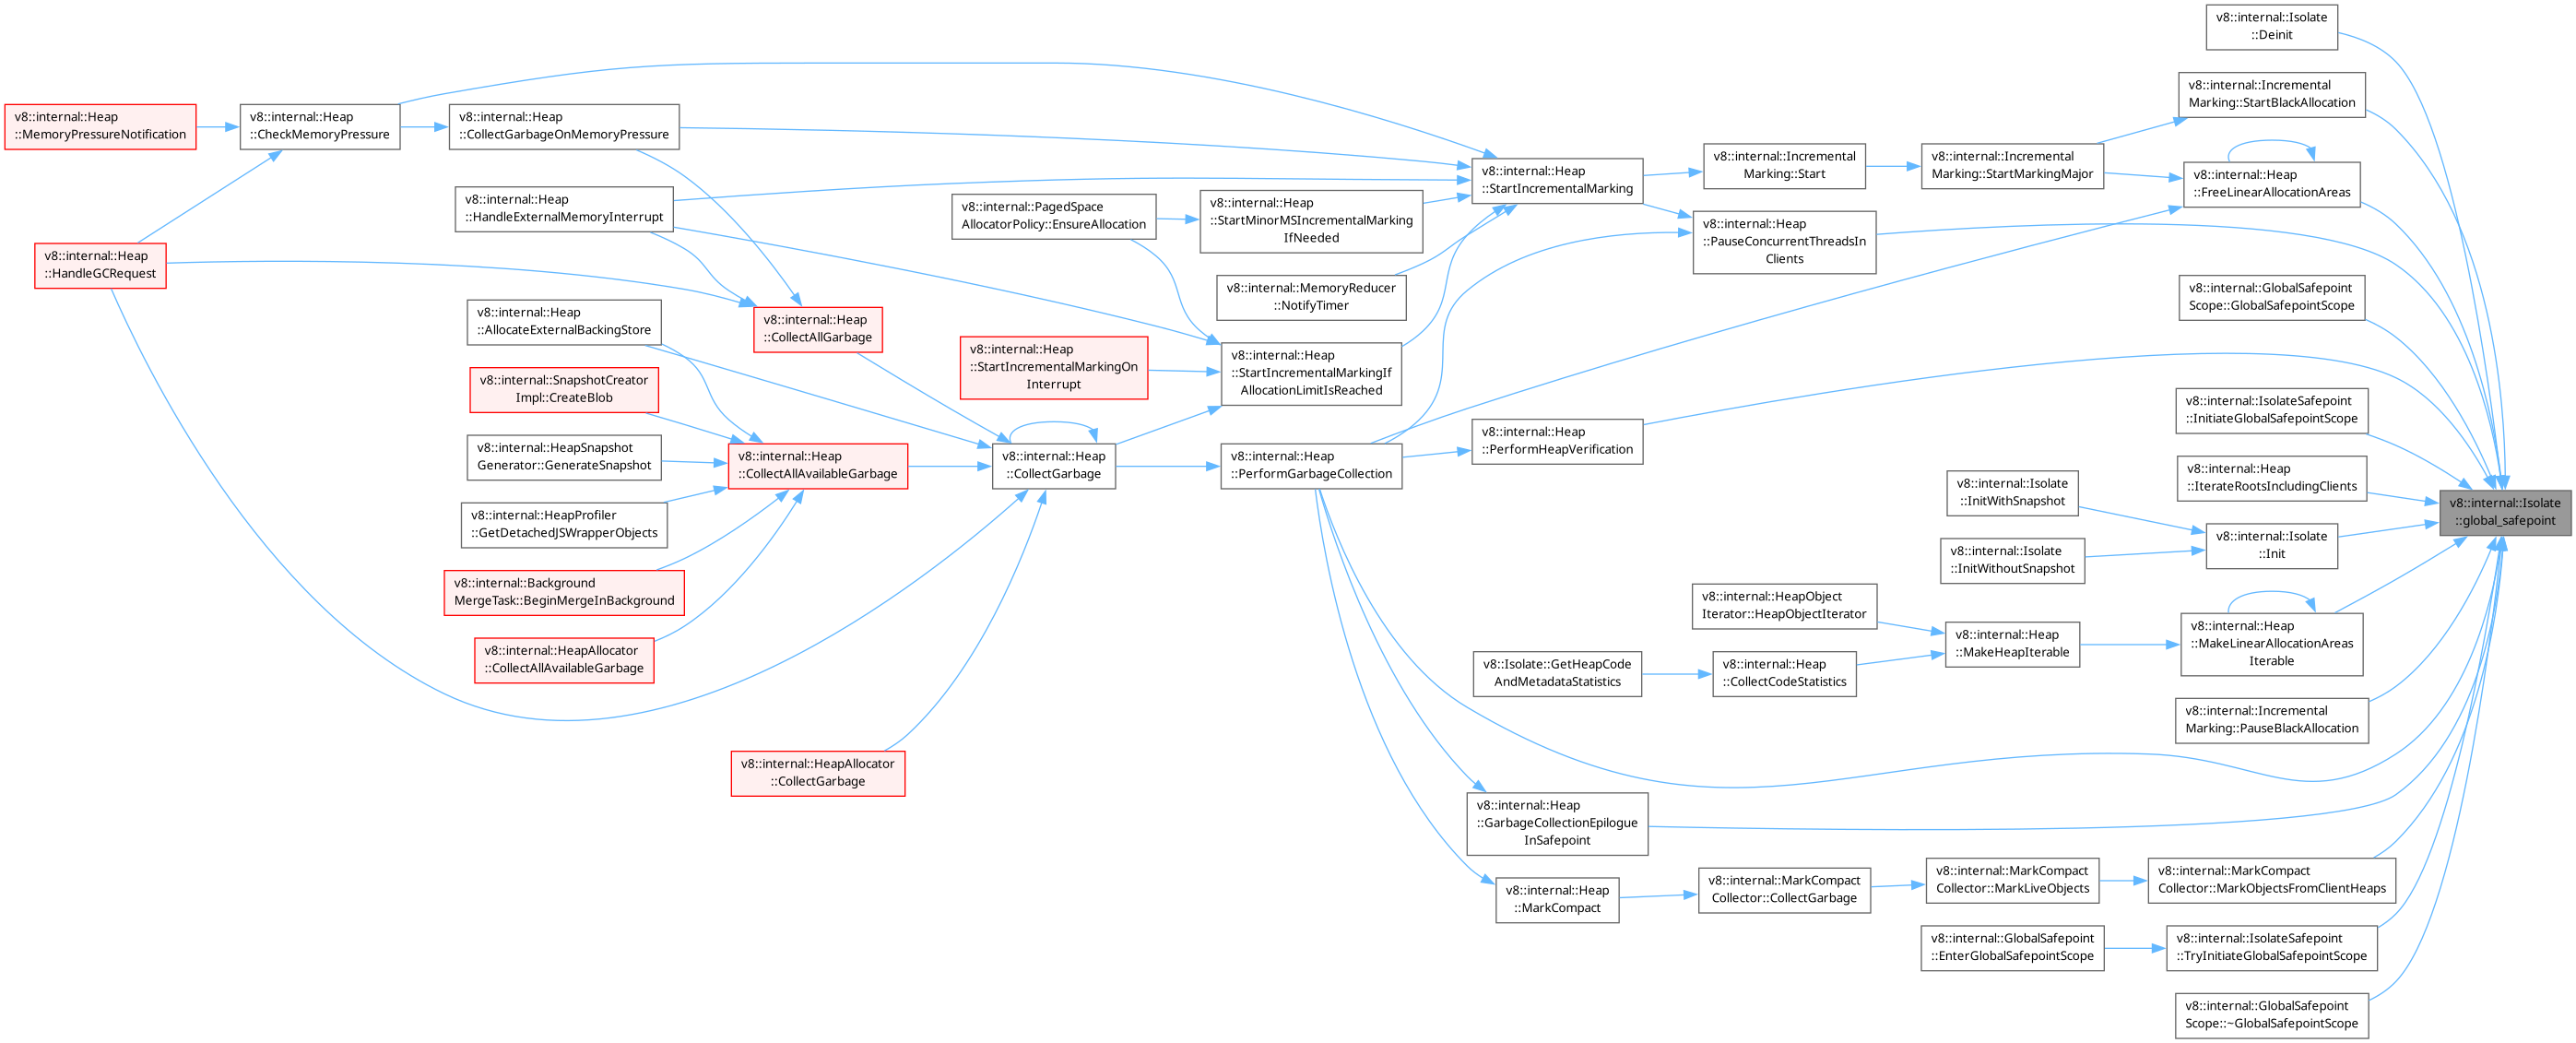 v8::internal::Isolate
::Deinit
v8::internal::Incremental
Marking::StartBlackAllocation
v8::internal::Heap
::MemoryPressureNotification
v8::internal::Heap
::CheckMemoryPressure
v8::internal::Heap
::CollectGarbageOnMemoryPressure
v8::internal::Heap
::StartIncrementalMarking
v8::internal::Incremental
Marking::Start
v8::internal::Incremental
Marking::StartMarkingMajor
v8::internal::Heap
::FreeLinearAllocationAreas
v8::internal::Heap
::HandleExternalMemoryInterrupt
v8::internal::PagedSpace
AllocatorPolicy::EnsureAllocation
v8::internal::Heap
::StartMinorMSIncrementalMarking
IfNeeded
v8::internal::Heap
::PauseConcurrentThreadsIn
Clients
v8::internal::Heap
::HandleGCRequest
v8::internal::MemoryReducer
::NotifyTimer
v8::internal::GlobalSafepoint
Scope::GlobalSafepointScope
v8::internal::Heap
::AllocateExternalBackingStore
v8::internal::Heap
::CollectAllGarbage
v8::internal::Heap
::StartIncrementalMarkingOn
Interrupt
v8::internal::Heap
::StartIncrementalMarkingIf
AllocationLimitIsReached
v8::internal::SnapshotCreator
Impl::CreateBlob
v8::internal::IsolateSafepoint
::InitiateGlobalSafepointScope
v8::internal::HeapSnapshot
Generator::GenerateSnapshot
v8::internal::Heap
::CollectAllAvailableGarbage
v8::internal::Heap
::CollectGarbage
v8::internal::Heap
::PerformGarbageCollection
v8::internal::Heap
::PerformHeapVerification
v8::internal::Heap
::IterateRootsIncludingClients
v8::internal::Isolate
::InitWithSnapshot
v8::internal::Isolate
::global_safepoint
v8::internal::HeapProfiler
::GetDetachedJSWrapperObjects
v8::internal::Isolate
::InitWithoutSnapshot
v8::internal::Isolate
::Init
v8::internal::Background
MergeTask::BeginMergeInBackground
v8::internal::HeapObject
Iterator::HeapObjectIterator
v8::internal::Heap
::MakeHeapIterable
v8::internal::Heap
::MakeLinearAllocationAreas
Iterable
v8::internal::HeapAllocator
::CollectAllAvailableGarbage
v8::Isolate::GetHeapCode
AndMetadataStatistics
v8::internal::Heap
::CollectCodeStatistics
v8::internal::Incremental
Marking::PauseBlackAllocation
v8::internal::HeapAllocator
::CollectGarbage
v8::internal::Heap
::GarbageCollectionEpilogue
InSafepoint
v8::internal::Heap
::MarkCompact
v8::internal::MarkCompact
Collector::CollectGarbage
v8::internal::MarkCompact
Collector::MarkLiveObjects
v8::internal::MarkCompact
Collector::MarkObjectsFromClientHeaps
v8::internal::GlobalSafepoint
::EnterGlobalSafepointScope
v8::internal::IsolateSafepoint
::TryInitiateGlobalSafepointScope
v8::internal::GlobalSafepoint
Scope::~GlobalSafepointScope